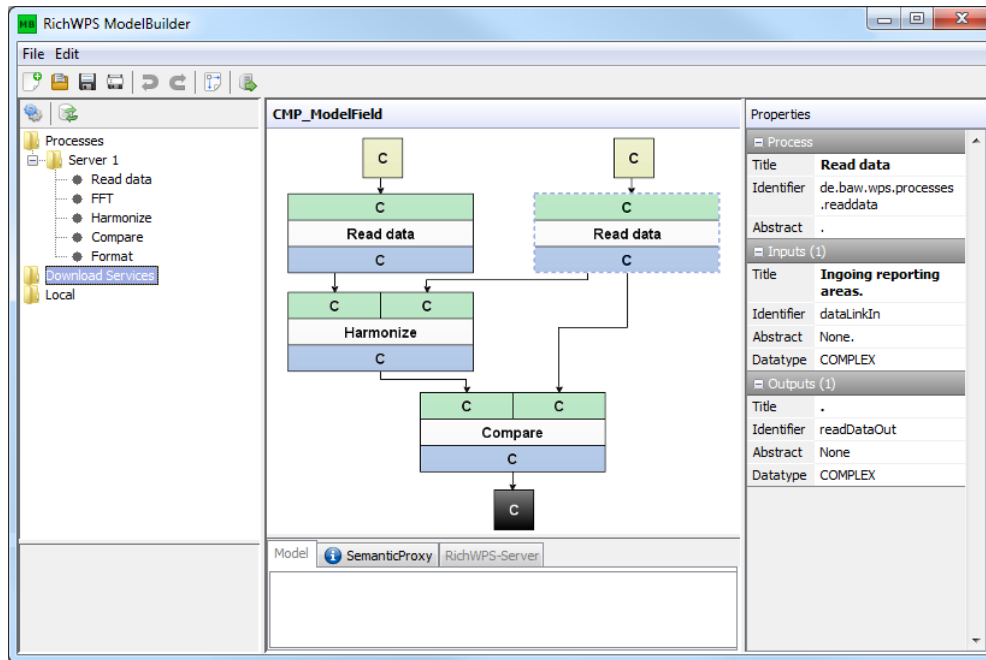 MB RichWPS ModelBuilder
File Edit
Processes
Server 1
Read data
FFT
Harmonize
Compare
Format
Download Services
Local
CMP_ModelField
C C
C C
Read data Read data
C C
C C
Harmonize
C
C C
Compare
C
C
Model SemanticProxy RichWPS-Server
Properties
Process
Title Read data
Identifier de.baw.wps.processes
.readdata
Abstract .
Inputs (1)
Title Ingoing reporting
areas.
Identifier dataLinkIn
Abstract None.
Datatype COMPLEX
Outputs (1)
Title .
Identifier readDataOut
Abstract None
Datatype COMPLEX